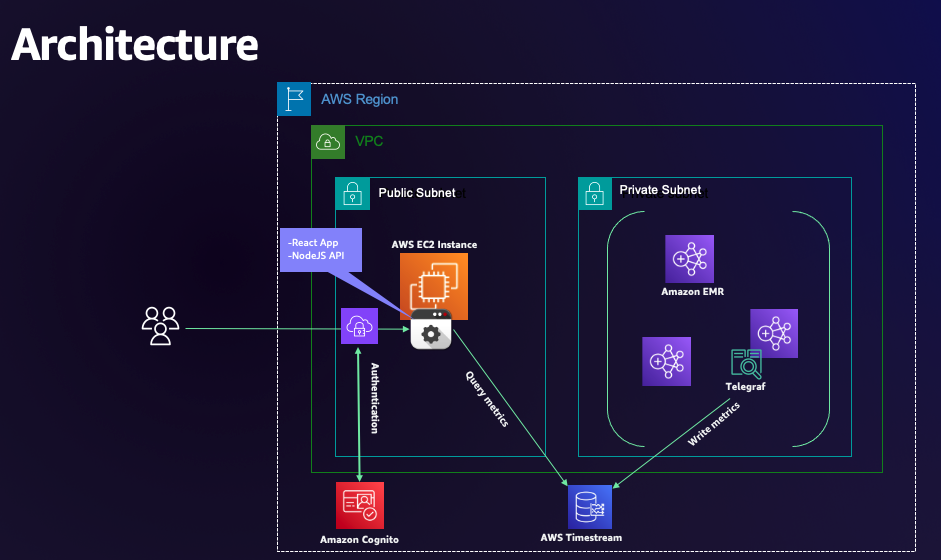 Architecture
AWS Region
VPC
Public Subnet
Private Subnet
-React App
-NodeJS API
AWS EC2 Instance
Amazon EMR
Telegraf
Authentication
Query metrics
Write metrics
Amazon Cognito
AWS Timestream